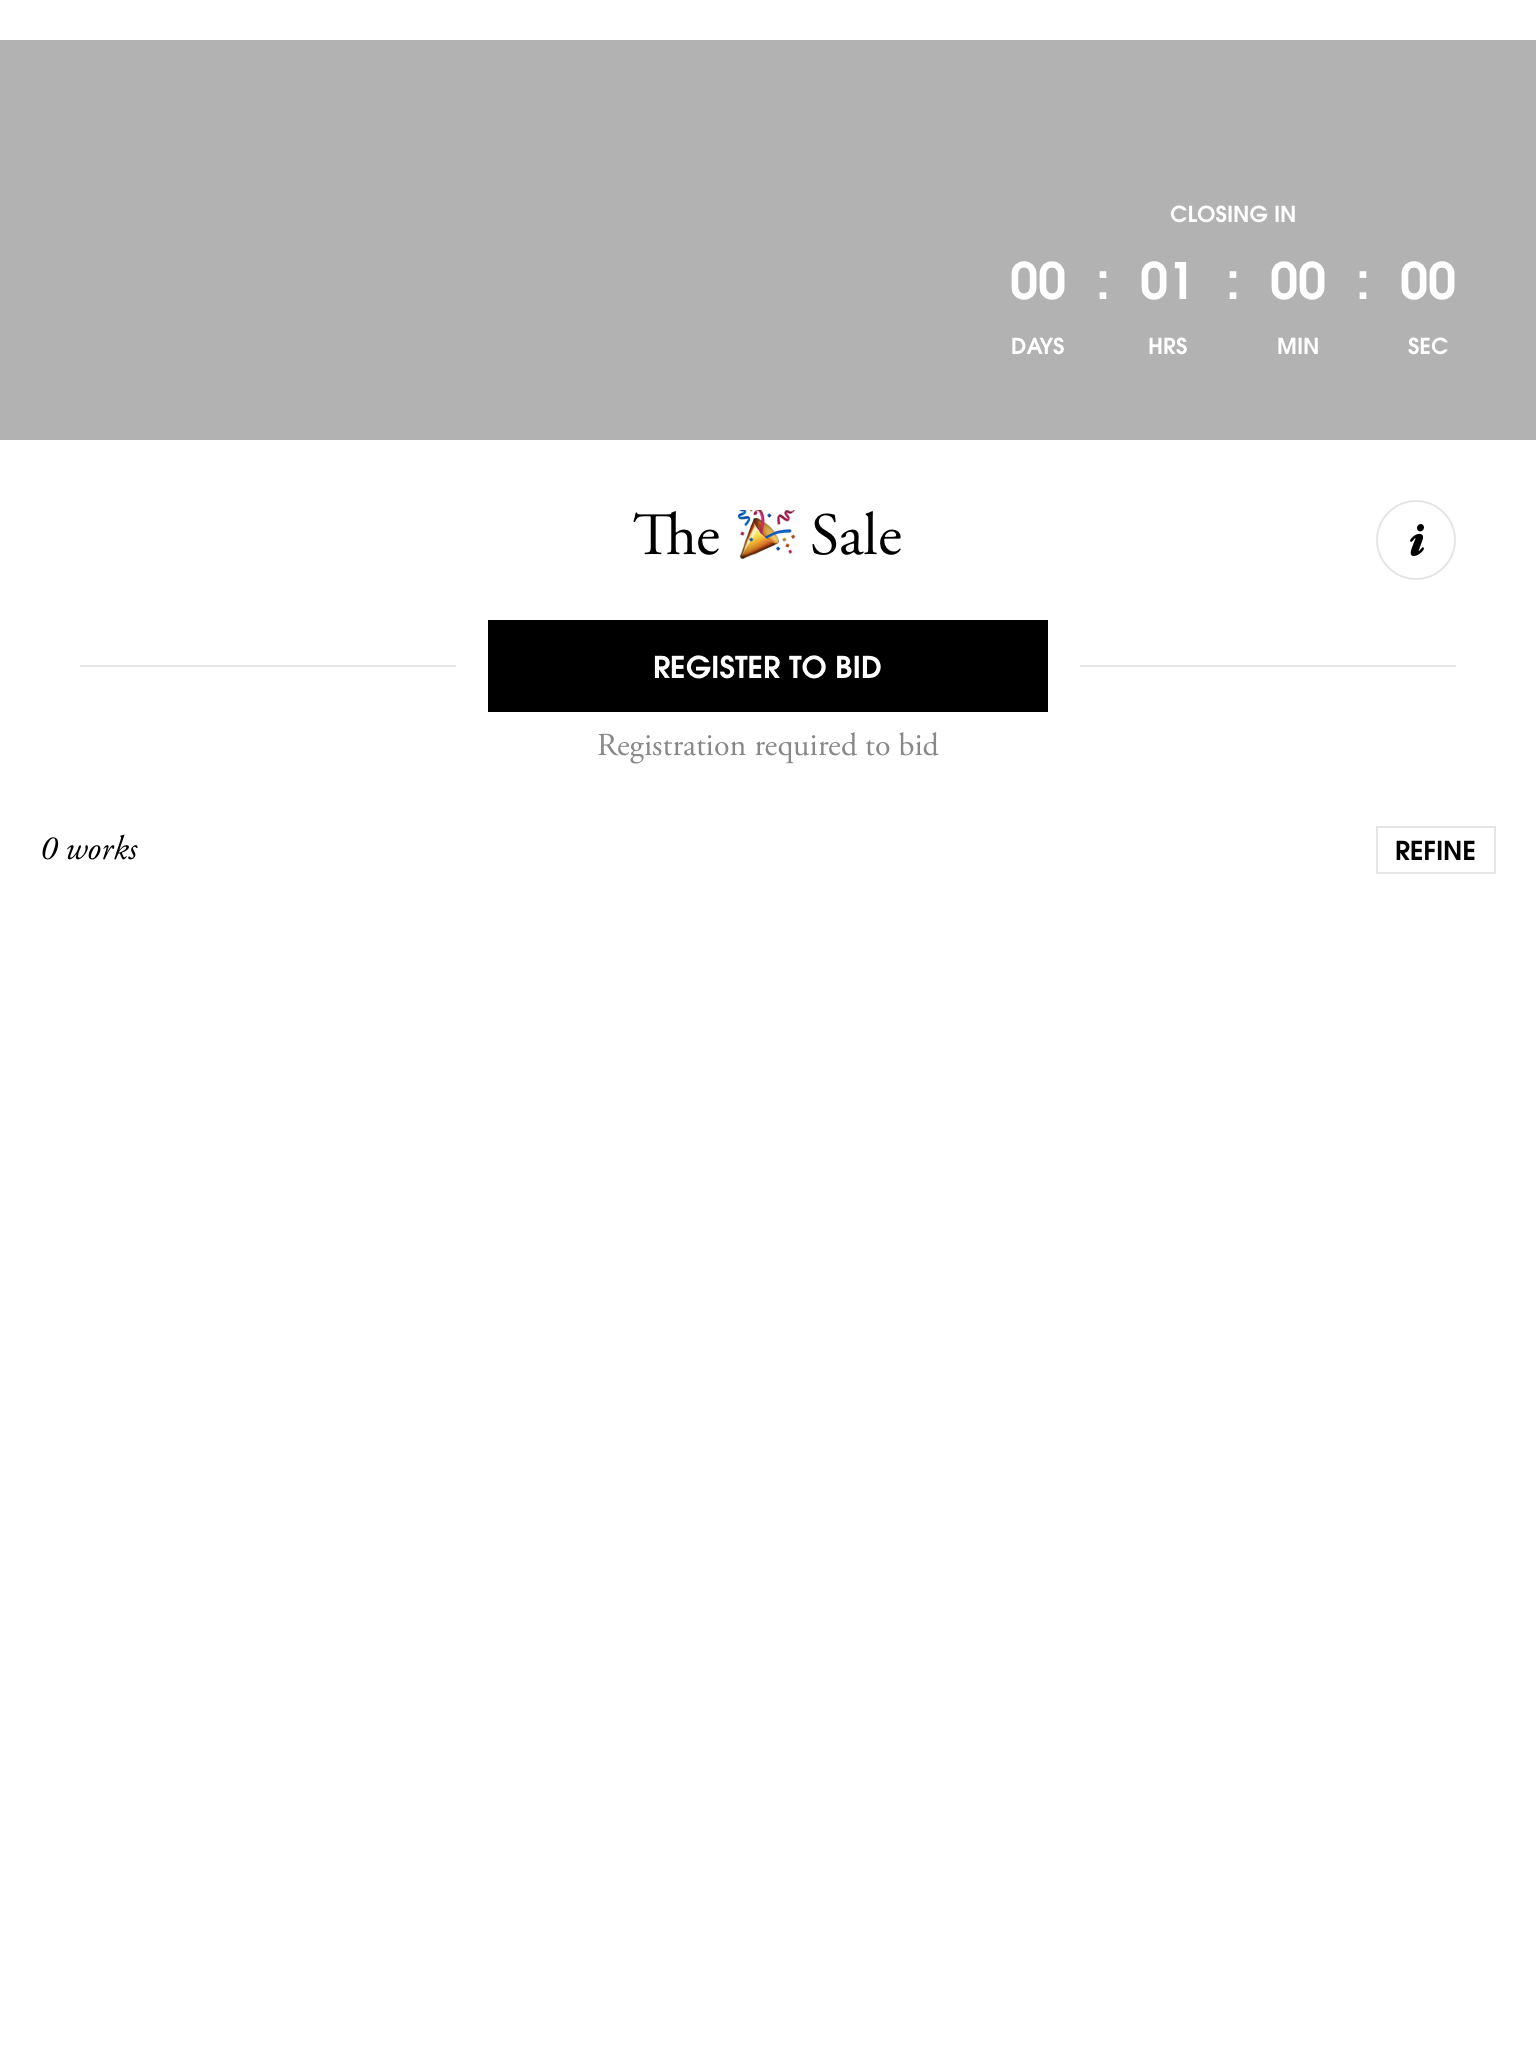 CLOSING IN
00 : 01 : 00 : 00
DAYS HRS MIN SEC
The 🎉 Sale
i
REGISTER TO BID
Registration required to bid
0 works
REFINE